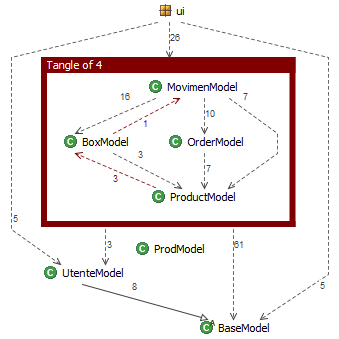 ui
26
Tangle of 4
MovimenModel
16
10
7
1
BoxModel
OrderModel
3
7
3
ProductModel
5
3
ProdModel
61
UtenteModel
8
5
BaseModel